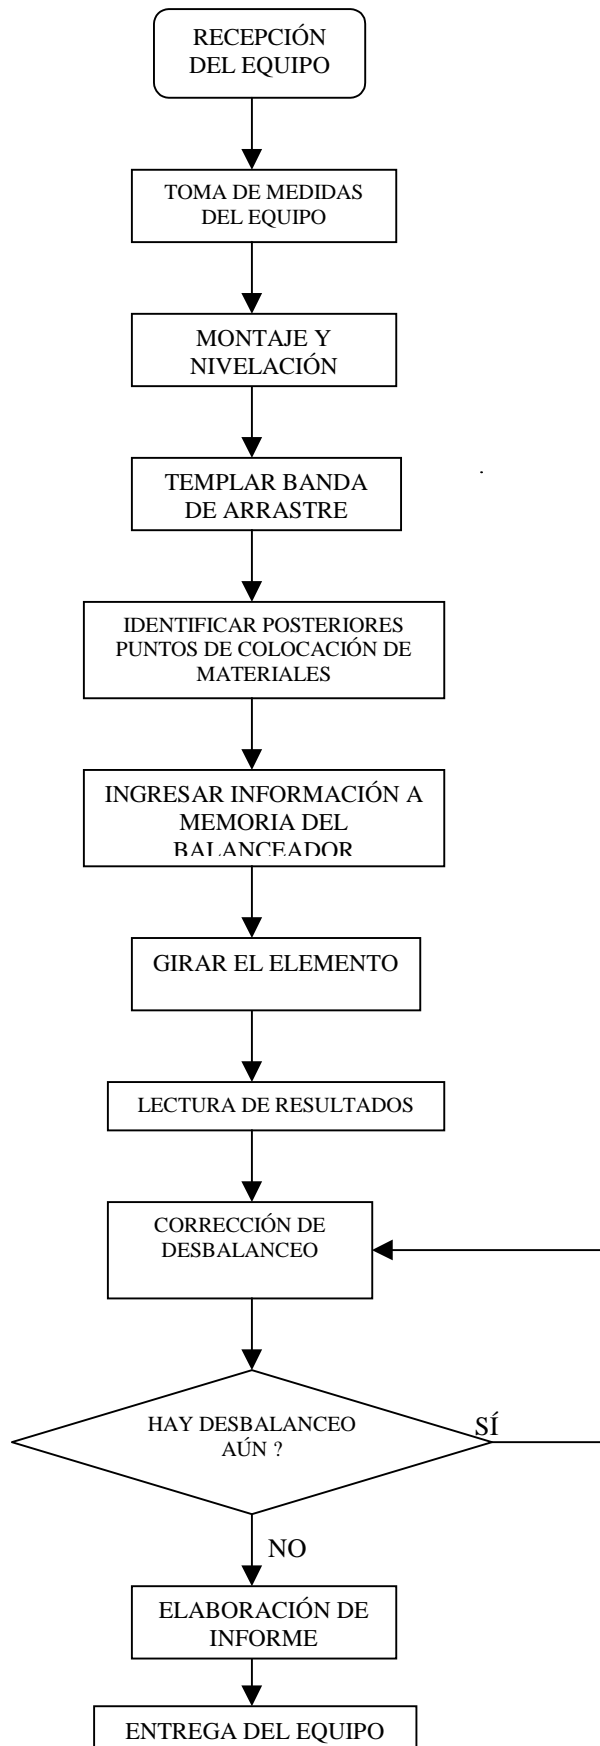 RECEPCIÓN
DEL EQUIPO
TOMA DE MEDIDAS
DEL EQUIPO
MONTAJE Y
NIVELACIÓN
TEMPLAR BANDA
DE ARRASTRE
IDENTIFICAR POSTERIORES
PUNTOS DE COLOCACIÓN DE
MATERIALES
INGRESAR INFORMACIÓN A
MEMORIA DEL
BALANCEADOR
GIRAR EL ELEMENTO
LECTURA DE RESULTADOS
CORRECCIÓN DE
DESBALANCEO
HAY DESBALANCEO
AÚN ?
SÍ
NO
ELABORACIÓN DE
INFORME
ENTREGA DEL EQUIPO